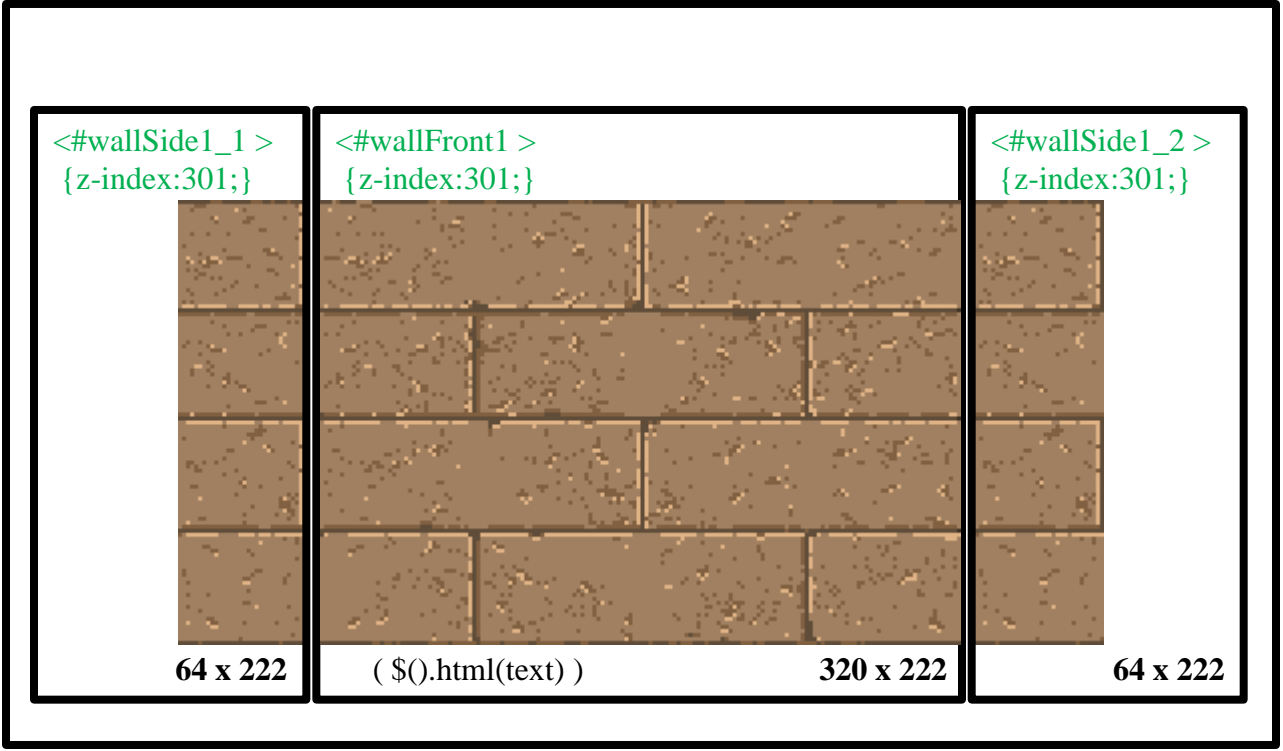 <#wallSide1_1 >
{z-index:301;}
<#wallFront1 >
{z-index:301;}
<#wallSide1_2 >
{z-index:301;}
64 x 222
( $().html(text) )
320 x 222
64 x 222